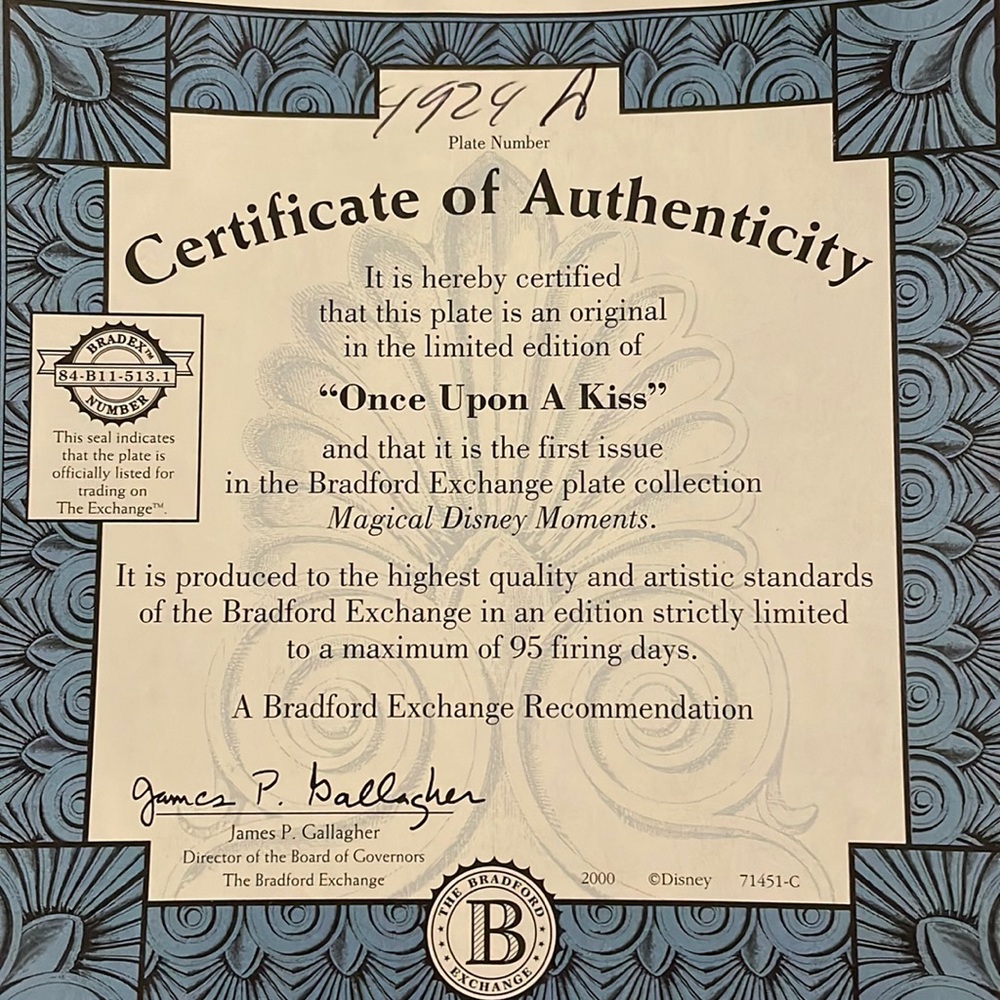 4924 A
Plate Number
Certificate of Authenticity
It is hereby certified
that this plate is an original
in the limited edition of
“Once Upon A Kiss”
and that it is the first issue
in the Bradford Exchange plate collection
Magical Disney Moments.
BRADEX™
84-B11-513.1
NUMBER
This seal indicates
that the plate is
officially listed for
trading on
The Exchange™.
It is produced to the highest quality and artistic standards
of the Bradford Exchange in an edition strictly limited
to a maximum of 95 firing days.
A Bradford Exchange Recommendation
James P. Gallagher
James P. Gallagher
Director of the Board of Governors
The Bradford Exchange
2000 ©Disney 71451-C
THE BRADFORD
B
EXCHANGE